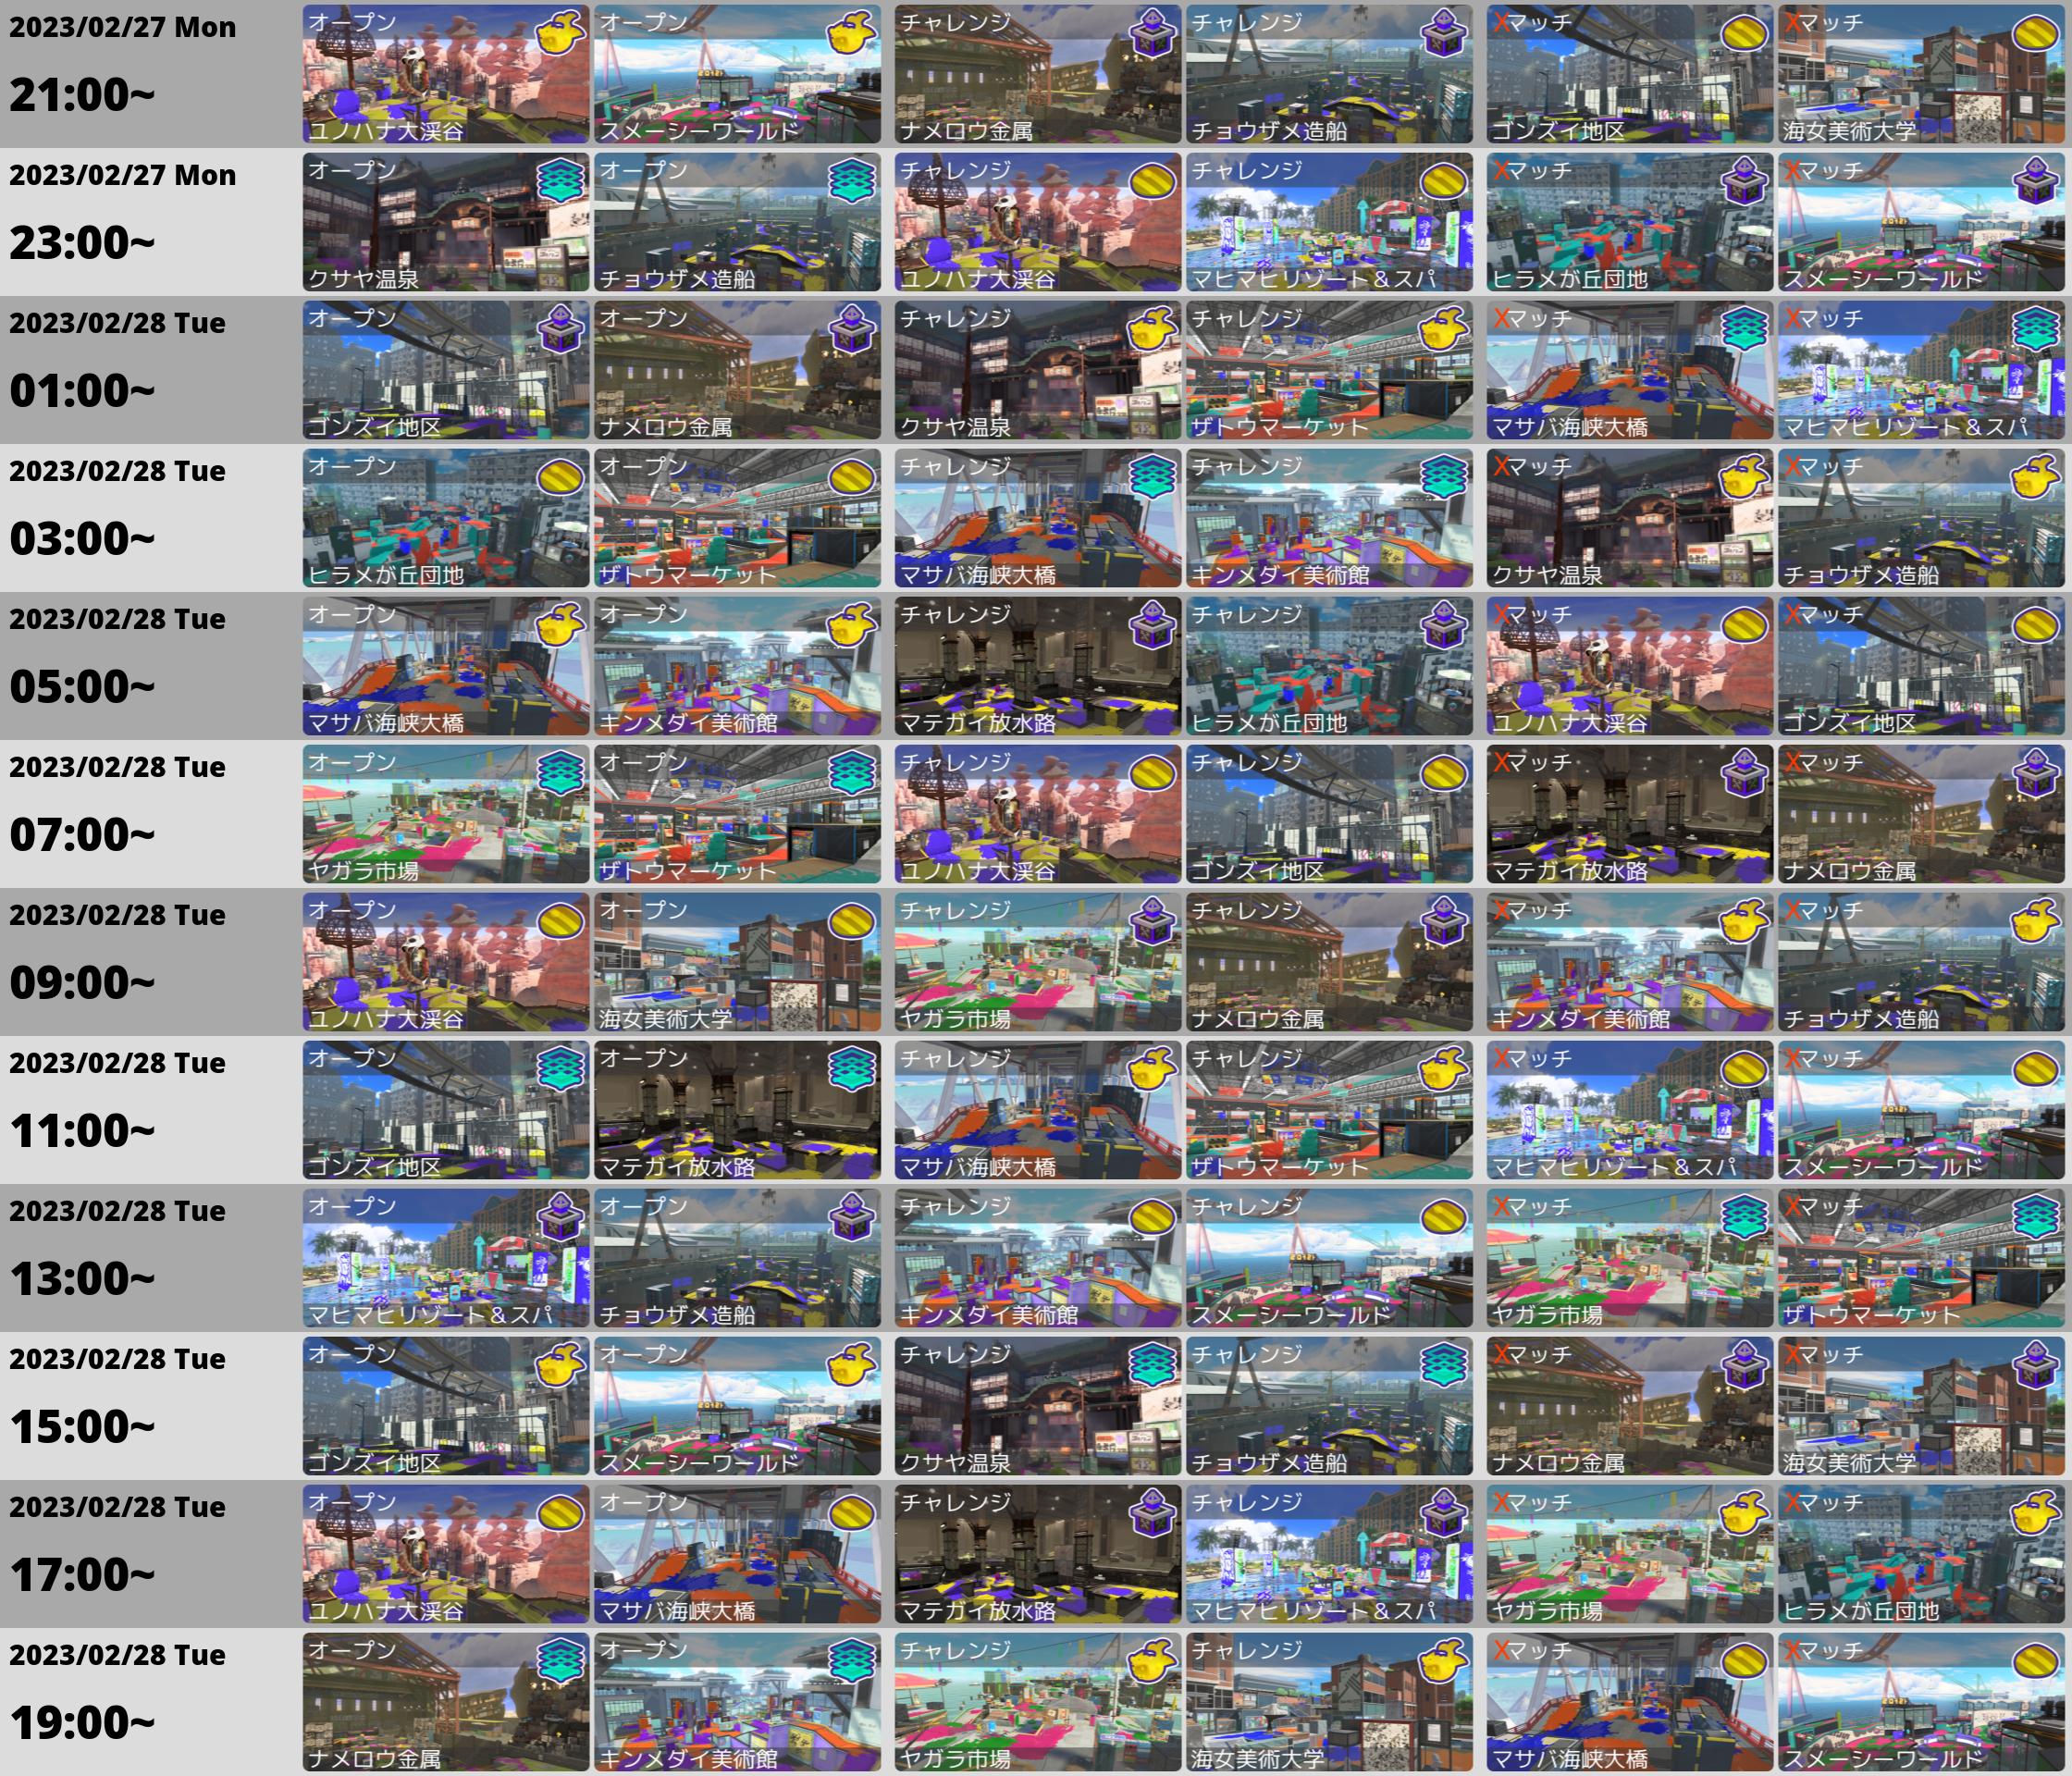 2023/02/27 Mon
21:00~
オープン オープン チャレンジ チャレンジ Xマッチ Xマッチ
ユノハナ大渓谷 スメーシーワールド ナメロウ金属 チョウザメ造船 ゴンズイ地区 海女美術大学
2023/02/27 Mon
23:00~
オープン オープン チャレンジ チャレンジ Xマッチ Xマッチ
クサヤ温泉 チョウザメ造船 ユノハナ大渓谷 マヒマヒリゾート&スパ ヒラメが丘団地 スメーシーワールド
2023/02/28 Tue
01:00~
オープン オープン チャレンジ チャレンジ Xマッチ Xマッチ
ゴンズイ地区 ナメロウ金属 クサヤ温泉 ザトウマーケット マサバ海峡大橋 マヒマヒリゾート&スパ
2023/02/28 Tue
03:00~
オープン オープン チャレンジ チャレンジ Xマッチ Xマッチ
ヒラメが丘団地 ザトウマーケット マサバ海峡大橋 キンメダイ美術館 クサヤ温泉 チョウザメ造船
2023/02/28 Tue
05:00~
オープン オープン チャレンジ チャレンジ Xマッチ Xマッチ
マサバ海峡大橋 キンメダイ美術館 マテガイ放水路 ヒラメが丘団地 ユノハナ大渓谷 ゴンズイ地区
2023/02/28 Tue
07:00~
オープン オープン チャレンジ チャレンジ Xマッチ Xマッチ
ヤガラ市場 ザトウマーケット ユノハナ大渓谷 ゴンズイ地区 マテガイ放水路 ナメロウ金属
2023/02/28 Tue
09:00~
オープン オープン チャレンジ チャレンジ Xマッチ Xマッチ
ユノハナ大渓谷 海女美術大学 ヤガラ市場 ナメロウ金属 キンメダイ美術館 チョウザメ造船
2023/02/28 Tue
11:00~
オープン オープン チャレンジ チャレンジ Xマッチ Xマッチ
ゴンズイ地区 マテガイ放水路 マサバ海峡大橋 ザトウマーケット マヒマヒリゾート&スパ スメーシーワールド
2023/02/28 Tue
13:00~
オープン オープン チャレンジ チャレンジ Xマッチ Xマッチ
マヒマヒリゾート&スパ チョウザメ造船 キンメダイ美術館 スメーシーワールド ヤガラ市場 ザトウマーケット
2023/02/28 Tue
15:00~
オープン オープン チャレンジ チャレンジ Xマッチ Xマッチ
ゴンズイ地区 スメーシーワールド クサヤ温泉 チョウザメ造船 ナメロウ金属 海女美術大学
2023/02/28 Tue
17:00~
オープン オープン チャレンジ チャレンジ Xマッチ Xマッチ
ユノハナ大渓谷 マサバ海峡大橋 マテガイ放水路 マヒマヒリゾート&スパ ヤガラ市場 ヒラメが丘団地
2023/02/28 Tue
19:00~
オープン オープン チャレンジ チャレンジ Xマッチ Xマッチ
ナメロウ金属 キンメダイ美術館 ヤガラ市場 海女美術大学 マサバ海峡大橋 スメーシーワールド